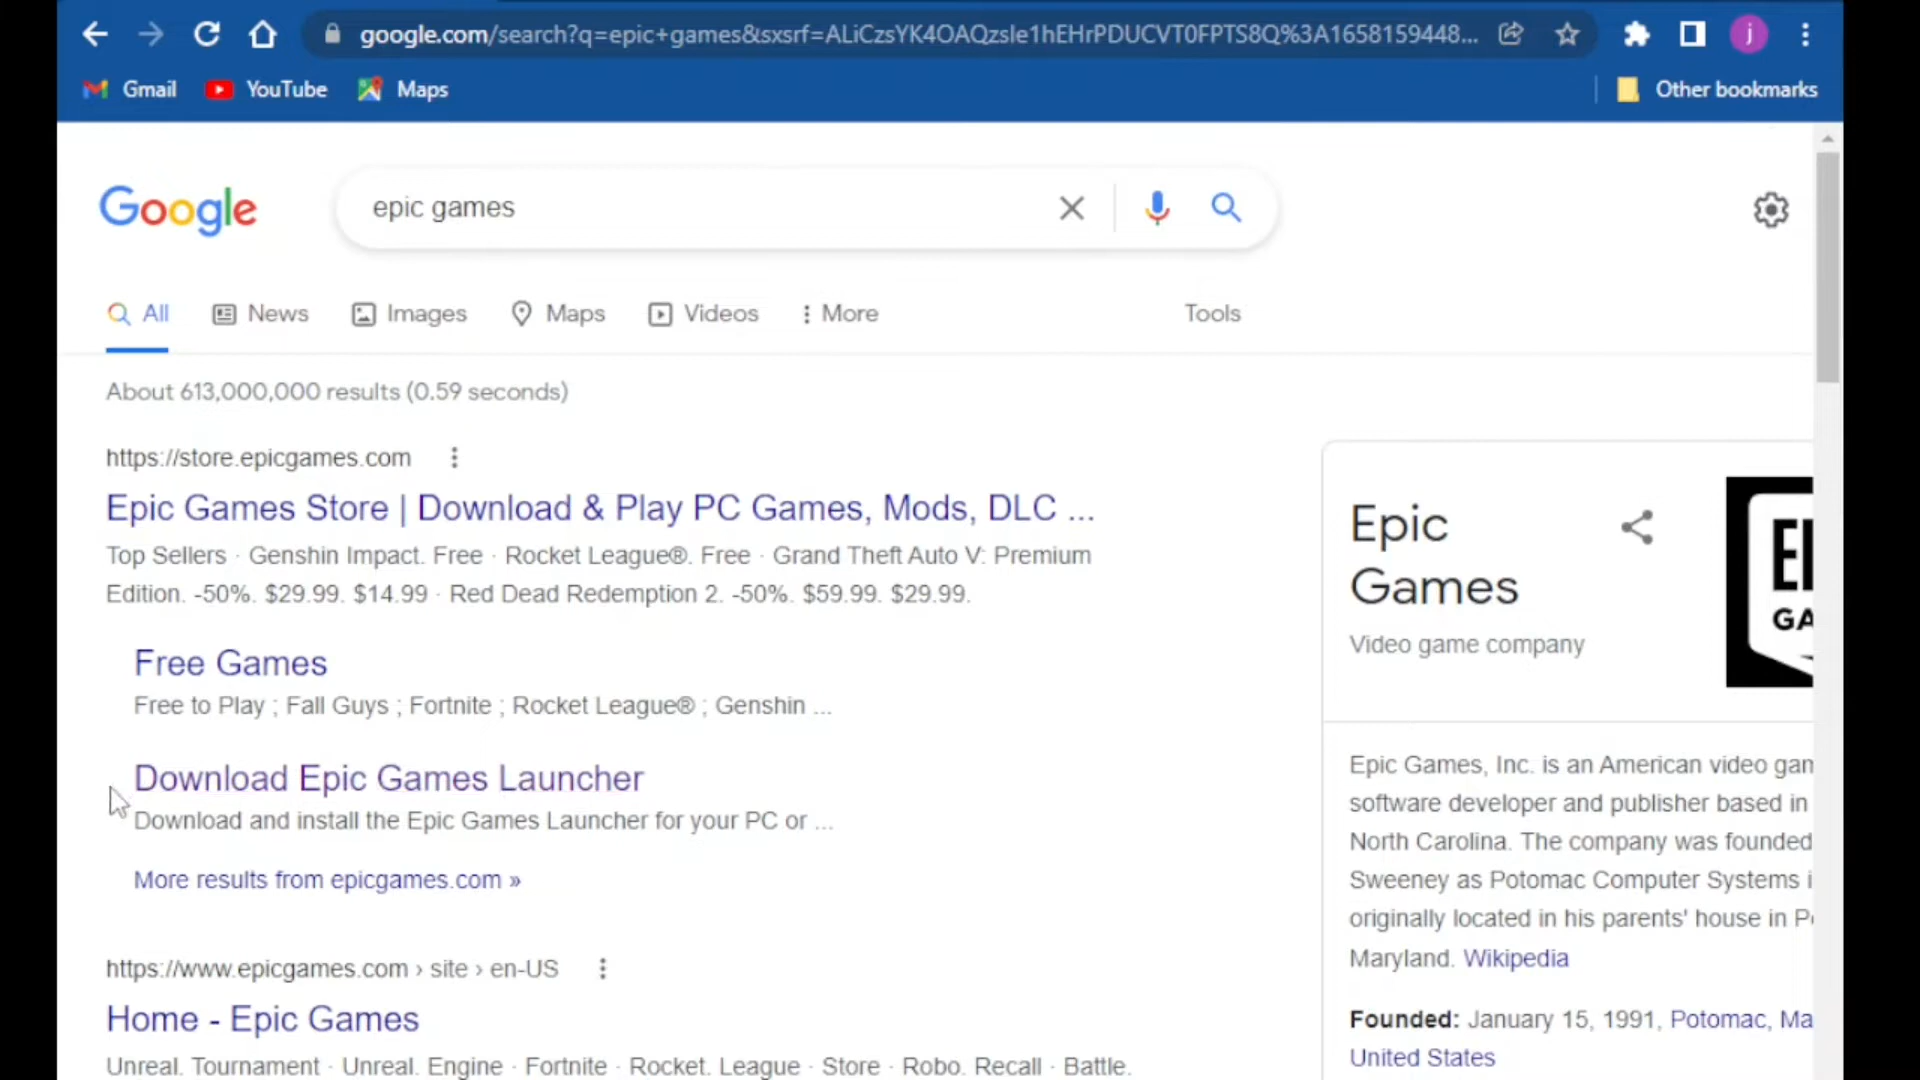 google.com/search?q=epic+games&sxsrf=ALiCzsYK4OAQzsle1hEHrPDUCVT0FPTS8Q%3A1658159448...
j
Gmail
YouTube
Maps
Other bookmarks
Google
epic games
All
News
Images
Maps
Videos
More
Tools
About 613,000,000 results (0.59 seconds)
https://store.epicgames.com
Epic Games Store | Download & Play PC Games, Mods, DLC ...
Top Sellers · Genshin Impact. Free · Rocket League®. Free · Grand Theft Auto V: Premium
Edition. -50%. $29.99. $14.99 · Red Dead Redemption 2. -50%. $59.99. $29.99.
Free Games
Free to Play ; Fall Guys ; Fortnite ; Rocket League® ; Genshin ...
Download Epic Games Launcher
Download and install the Epic Games Launcher for your PC or ...
More results from epicgames.com »
https://www.epicgames.com › site › en-US
Home - Epic Games
Unreal. Tournament · Unreal. Engine · Fortnite · Rocket. League · Store · Robo. Recall · Battle.
Epic
Games
Video game company
E
GA
Epic Games, Inc. is an American video gam
software developer and publisher based in
North Carolina. The company was founded
Sweeney as Potomac Computer Systems i
originally located in his parents' house in P
Maryland. Wikipedia
Founded: January 15, 1991, Potomac, Ma
United States